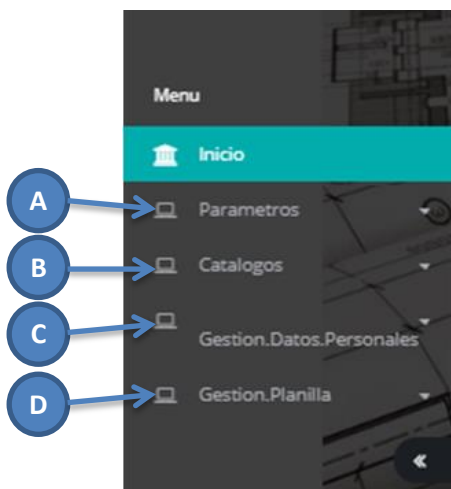 Menu
Inicio
A
Parametros
B
Catalogos
C
Gestion.Datos.Personales
D
Gestion.Planilla